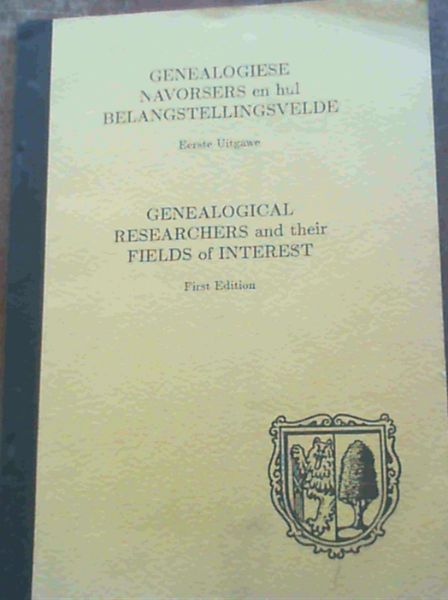 GENEALOGIESE
NAVORSERS en hul
BELANGSTELLINGSVELDE
Eerste Uitgawe
GENEALOGICAL
RESEARCHERS and their
FIELDS of INTEREST
First Edition